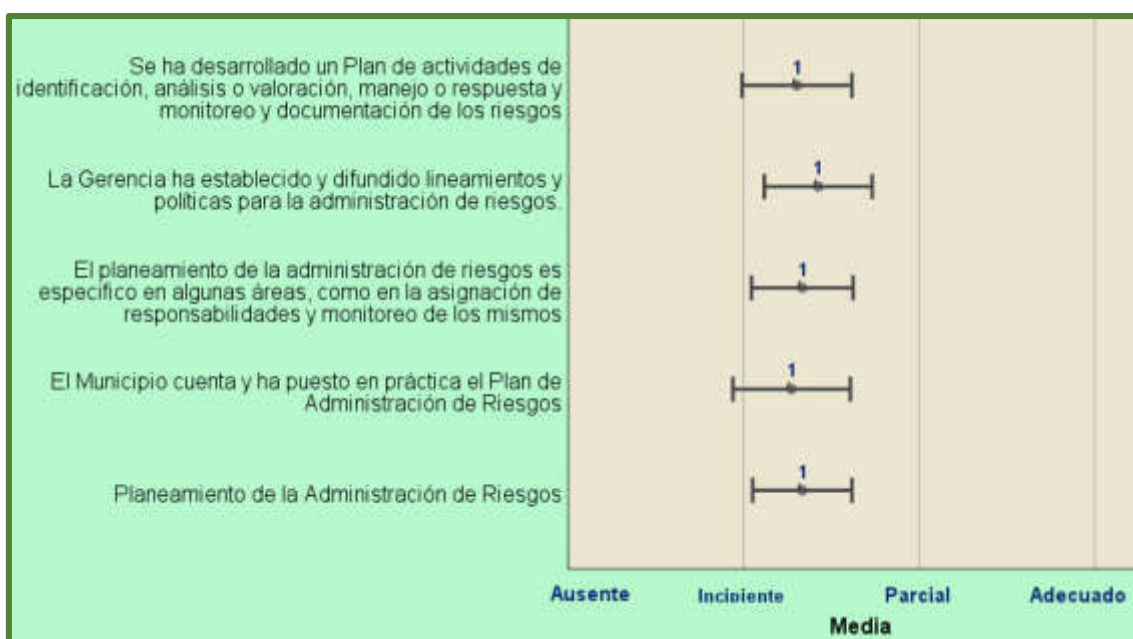 Se ha desarrollado un Plan de actividades de
identificación, análisis o valoración, manejo o respuesta y
monitoreo y documentación de los riesgos
1
La Gerencia ha establecido y difundido lineamientos y
políticas para la administración de riesgos.
1
El planeamiento de la administración de riesgos es
especifico en algunas áreas, como en la asignación de
responsabilidades y monitoreo de los mismos
1
El Municipio cuenta y ha puesto en práctica el Plan de
Administración de Riesgos
1
Planeamiento de la Administración de Riesgos
1
Ausente Incipiente Parcial Adecuado
Media